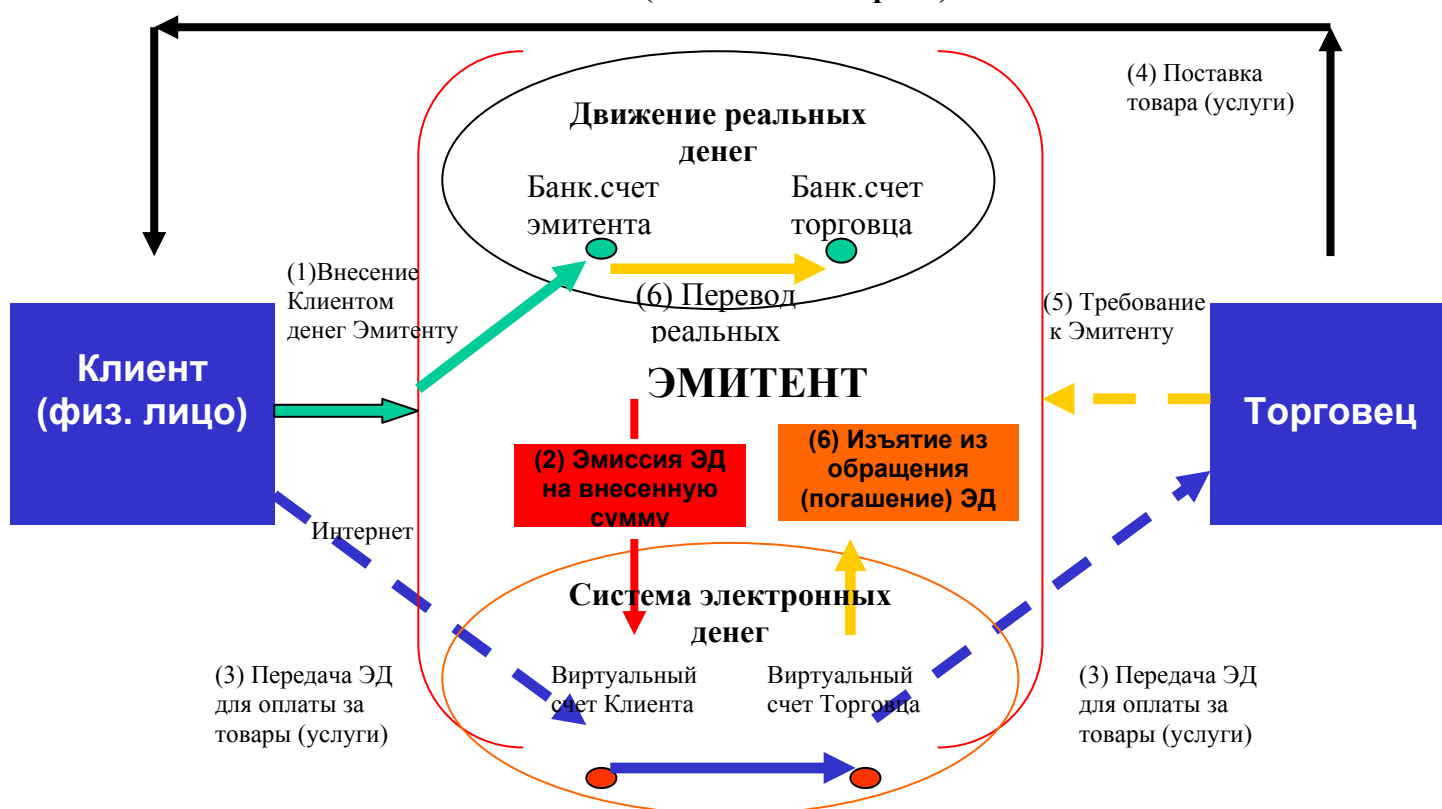 (4) Поставка
товара (услуги)
Движение реальных
денег
Банк.счет
эмитента
Банк.счет
торговца
(1)Внесение
Клиентом
денег Эмитенту
(6) Перевод
реальных
(5) Требование
к Эмитенту
Клиент
(физ. лицо)
ЭМИТЕНТ
Торговец
(2) Эмиссия ЭД
на внесенную
сумму
(6) Изъятие из
обращения
(погашение) ЭД
Интернет
Система электронных
денег
(3) Передача ЭД
для оплаты за
товары (услуги)
Виртуальный
счет Клиента
Виртуальный
счет Торговца
(3) Передача ЭД
для оплаты за
товары (услуги)